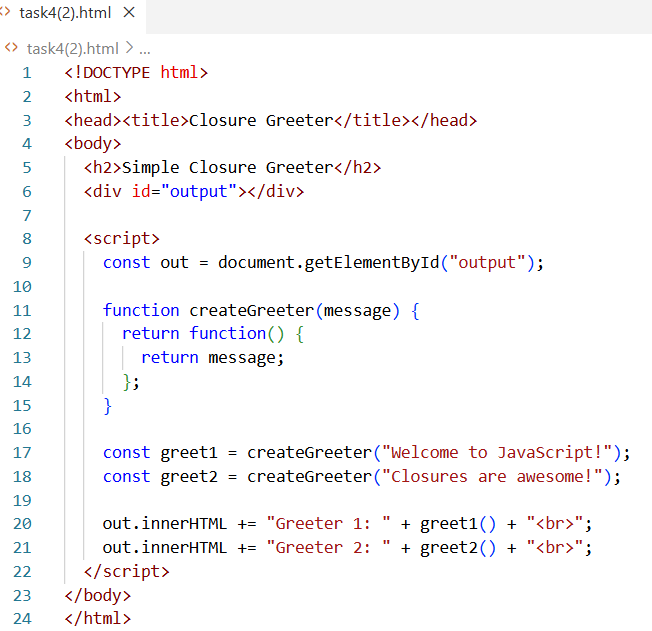 <> task4(2).html ×
<> task4(2).html > ...
1 <!DOCTYPE html>
2 <html>
3 <head><title>Closure Greeter</title></head>
4 <body>
5   <h2>Simple Closure Greeter</h2>
6   <div id="output"></div>
7
8   <script>
9     const out = document.getElementById("output");
10
11     function createGreeter(message) {
12       return function() {
13         return message;
14       };
15     }
16
17     const greet1 = createGreeter("Welcome to JavaScript!");
18     const greet2 = createGreeter("Closures are awesome!");
19
20     out.innerHTML += "Greeter 1: " + greet1() + "<br>";
21     out.innerHTML += "Greeter 2: " + greet2() + "<br>";
22   </script>
23 </body>
24 </html>